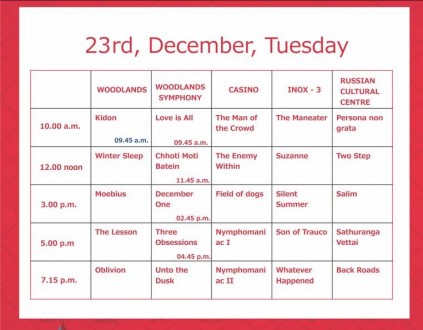 23rd, December, Tuesday
WOODLANDS
WOODLANDS
SYMPHONY
CASINO
INOX - 3
RUSSIAN
CULTURAL
CENTRE
10.00 a.m.
Kidon
09.45 a.m.
Love is All
09.45 a.m.
The Man of
the Crowd
The Maneater
Persona non
grata
12.00 noon
Winter Sleep
Chhoti Moti
Batein
11.45 a.m.
The Enemy
Within
Suzanne
Two Step
3.00 p.m.
Moebius
December
One
02.45 p.m.
Field of dogs
Silent
Summer
Salim
5.00 p.m
The Lesson
Three
Obsessions
04.45 p.m.
Nymphomani
ac I
Son of Trauco
Sathuranga
Vettai
7.15 p.m.
Oblivion
Unto the
Dusk
Nymphomani
ac II
Whatever
Happened
Back Roads